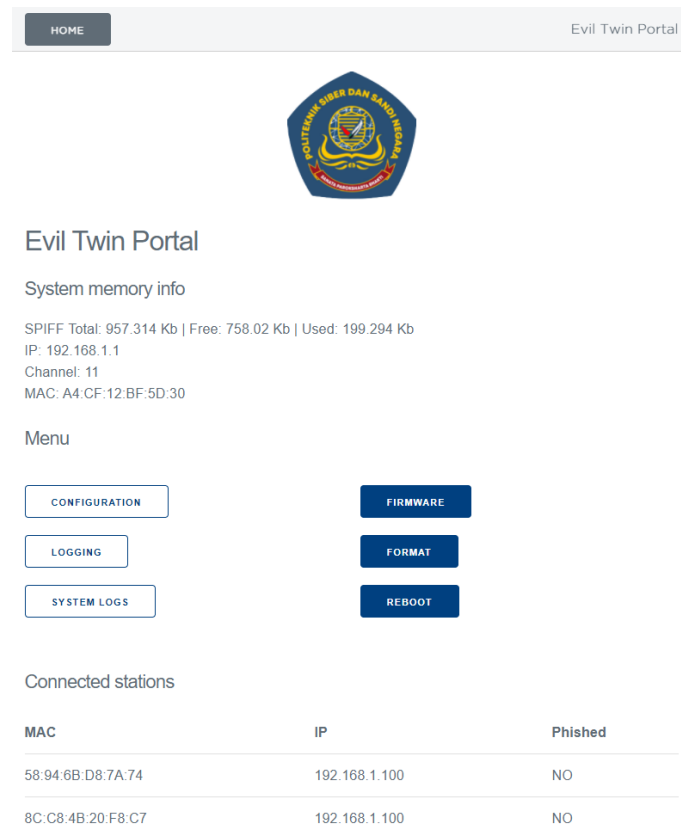 HOME
Evil Twin Portal
POLITEKNIK SIBER DAN SANDI NEGARA
Evil Twin Portal
System memory info
SPIFF Total: 957.314 Kb | Free: 758.02 Kb | Used: 199.294 Kb
IP: 192.168.1.1
Channel: 11
MAC: A4:CF:12:BF:5D:30
Menu
CONFIGURATION FIRMWARE
LOGGING FORMAT
SYSTEM LOGS REBOOT
Connected stations
MAC IP Phished
58:94:6B:D8:7A:74 192.168.1.100 NO
8C:C8:4B:20:F8:C7 192.168.1.100 NO